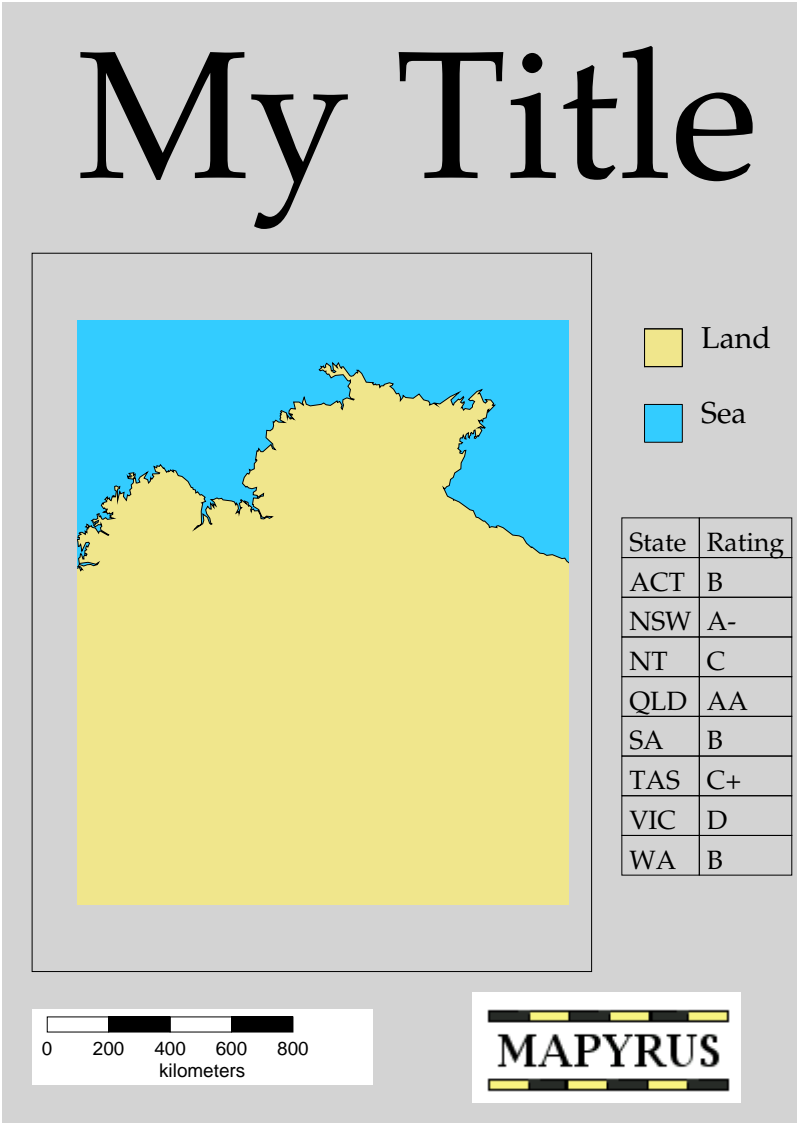 My Title
Land
Sea
State Rating
ACT B
NSW A-
NT C
QLD AA
SA B
TAS C+
VIC D
WA B
0 200 400 600 800
kilometers
MAPYRUS